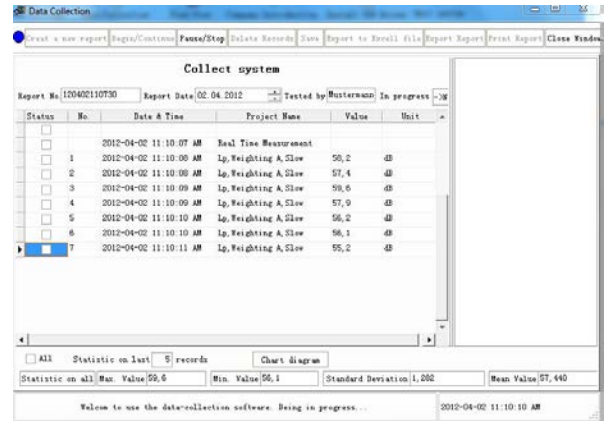 Data Collection
Creat a new report Begin/Continue Pause/Stop Delete Records Save Export to Excell file Export Report Print Report Close Window
Collect system
Report No. 120402110730 Report Date 02.04.2012 Tested by Mustermann In progress
Status No. Date & Time Project Name Value Unit
2012-04-02 11:10:07 AM Real Time Measurement
1 2012-04-02 11:10:08 AM Lp,Weighting A,Slow 58,2 dB
2 2012-04-02 11:10:08 AM Lp,Weighting A,Slow 57,4 dB
3 2012-04-02 11:10:09 AM Lp,Weighting A,Slow 59,6 dB
4 2012-04-02 11:10:09 AM Lp,Weighting A,Slow 57,9 dB
5 2012-04-02 11:10:10 AM Lp,Weighting A,Slow 56,2 dB
6 2012-04-02 11:10:10 AM Lp,Weighting A,Slow 56,1 dB
7 2012-04-02 11:10:11 AM Lp,Weighting A,Slow 55,2 dB
All Statistic on last 5 records Chart diagram
Statistic on all Max. Value 59,6 Min. Value 56,1 Standard Deviation 1,282 Mean Value 57,440
Welcom to use the data-collection software. Being in progress... 2012-04-02 11:10:10 AM